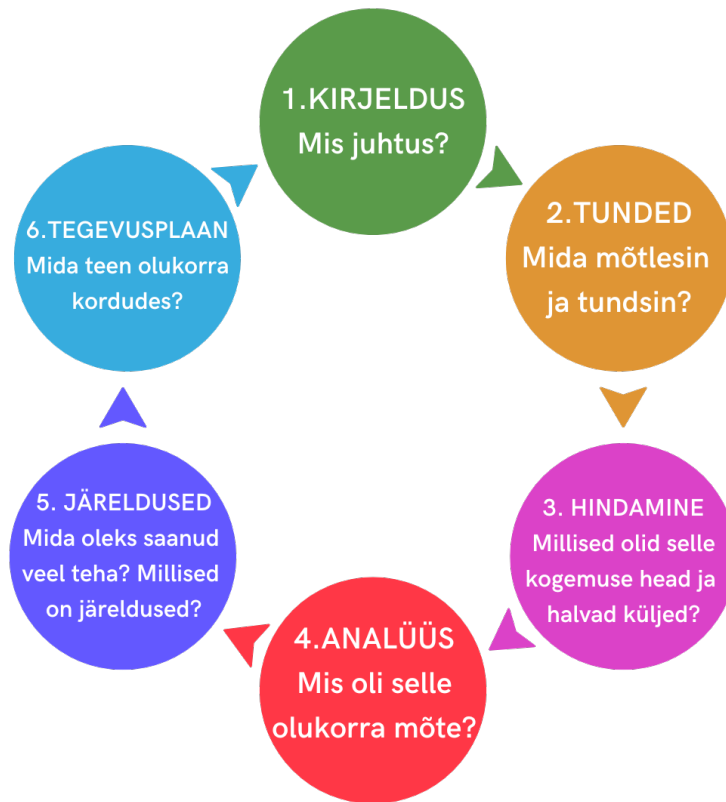 1.KIRJELDUS
Mis juhtus?
2.TUNDED
Mida mõtlesin
ja tundsin?
3. HINDAMINE
Millised olid selle
kogemuse head ja
halvad küljed?
4.ANALÜÜS
Mis oli selle
olukorra mõte?
5. JÄRELDUSED
Mida oleks saanud
veel teha? Millised
on järeldused?
6.TEGEVUSPLAAN
Mida teen olukorra
kordudes?